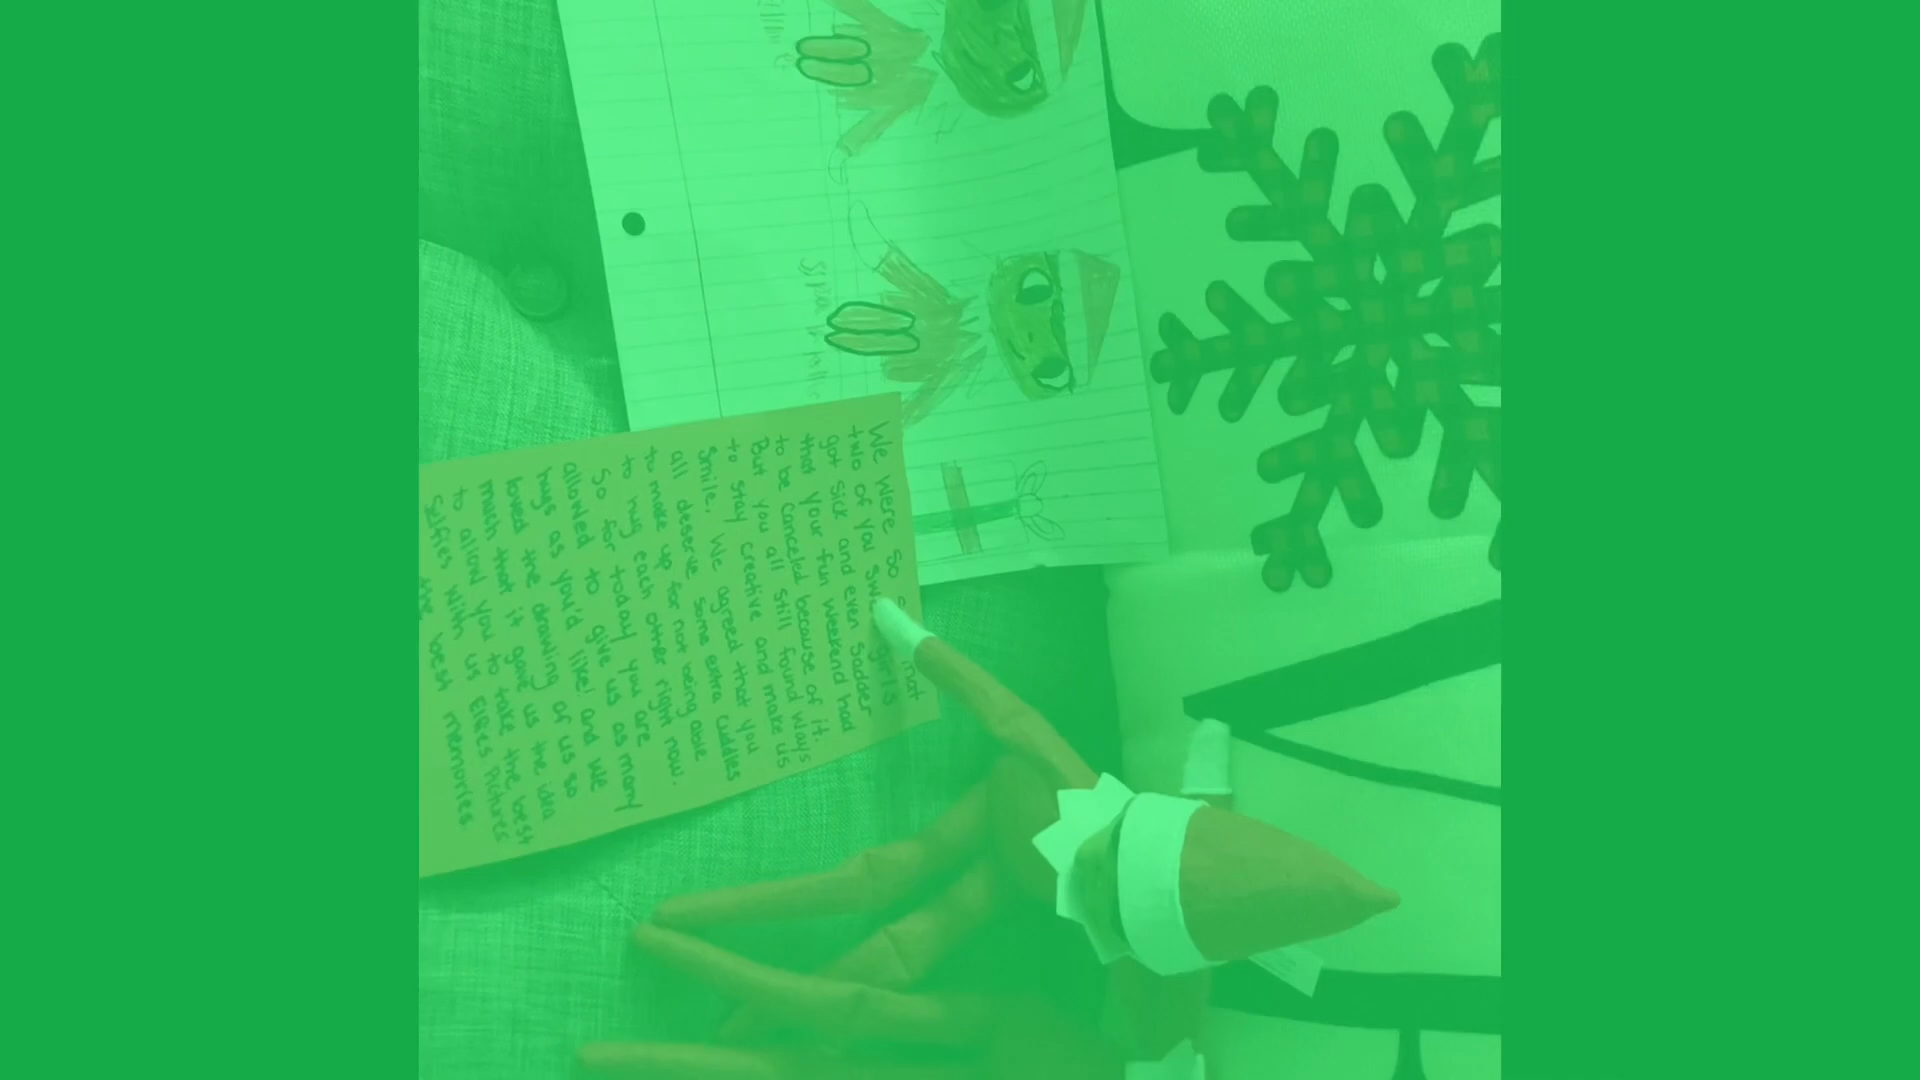 We were so
two of you sweet girls
got sick and even sadder
that your fun weekend had
to be canceled because of it.
But you all still found ways
to stay creative and make us
smile. We agreed that you
all deserve some extra cuddles
to make up for not being able
to hug each other right now.
So for today you are
allowed to give us as many
hugs as you'd like! and we
loved the drawing of us so
much that it gave us the idea
to allow you to take the best
selfies with us Elfies Pictures
the best memories